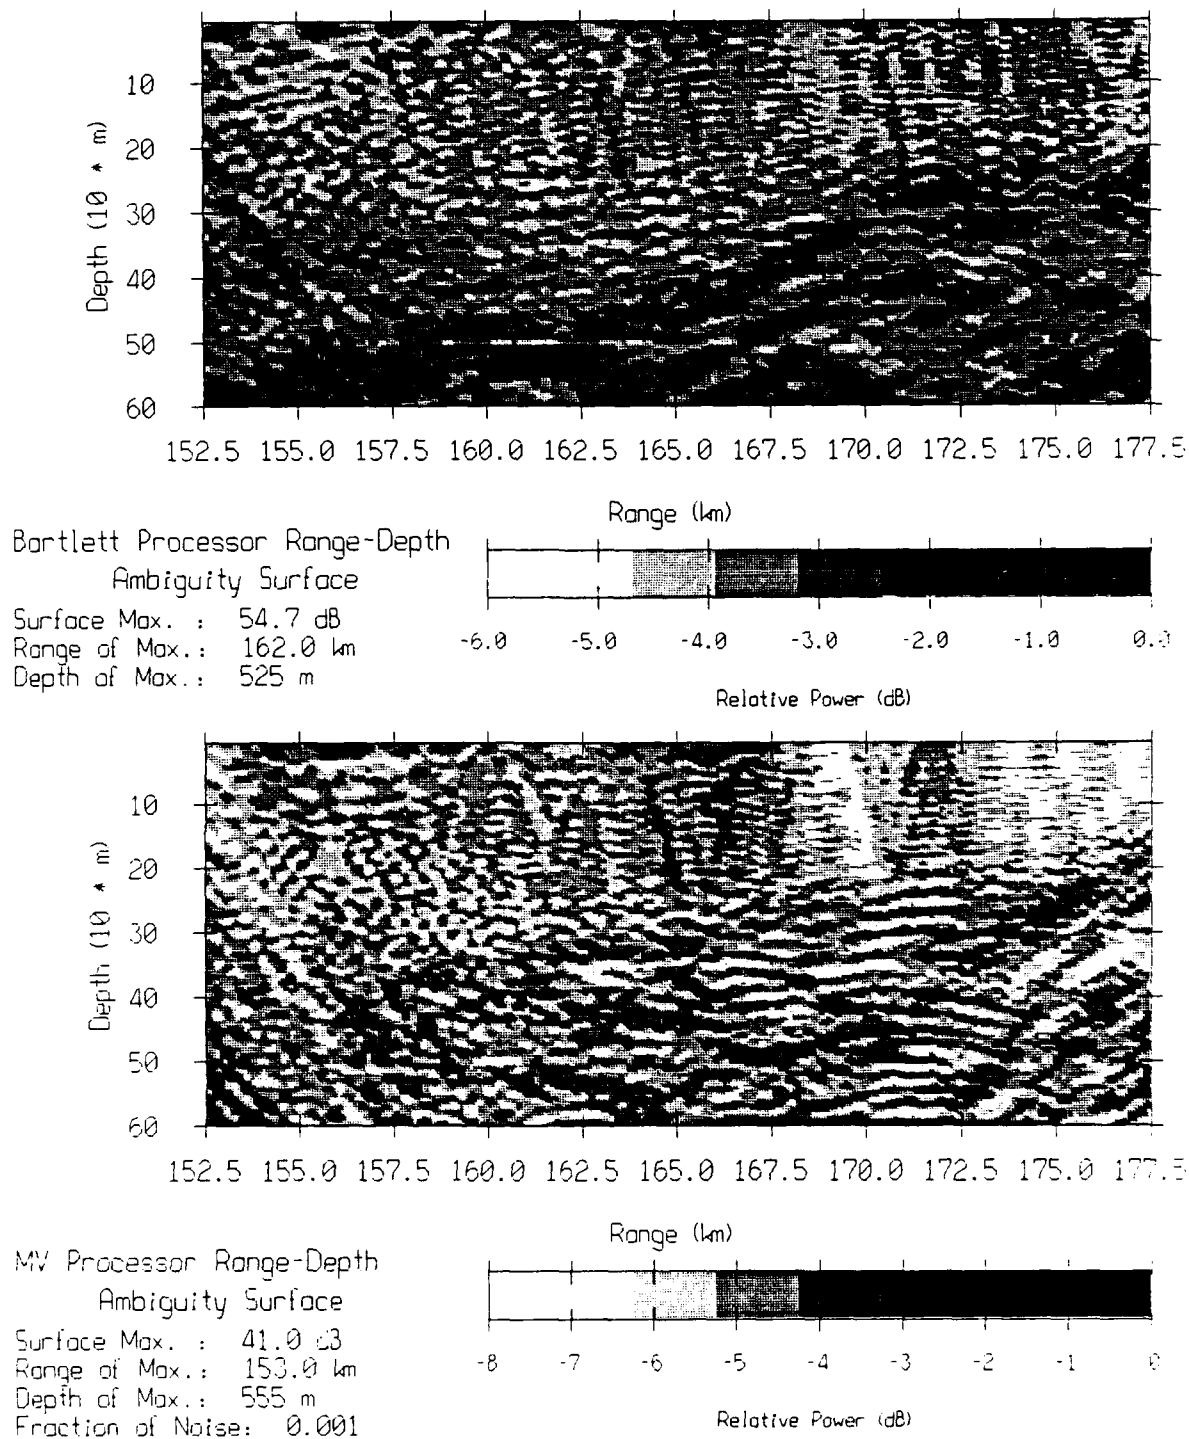 10
20
30
40
50
60
Depth (10 * m)
152.5 155.0 157.5 160.0 162.5 165.0 167.5 170.0 172.5 175.0 177.5
Range (km)
Bartlett Processor Range-Depth
Ambiguity Surface
Surface Max. : 54.7 dB
Range of Max.: 162.0 km
Depth of Max.: 525 m
-6.0 -5.0 -4.0 -3.0 -2.0 -1.0 0.0
Relative Power (dB)
10
20
30
40
50
60
Depth (10 * m)
152.5 155.0 157.5 160.0 162.5 165.0 167.5 170.0 172.5 175.0 177.5
Range (km)
MV Processor Range-Depth
Ambiguity Surface
Surface Max. : 41.0 dB
Range of Max.: 153.0 km
Depth of Max.: 555 m
Fraction of Noise: 0.001
-8 -7 -6 -5 -4 -3 -2 -1 0
Relative Power (dB)